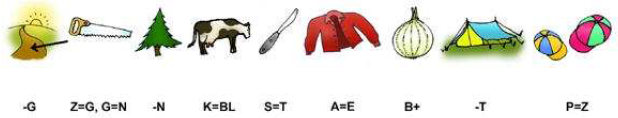 -G Z=G, G=N -N K=BL S=T A=E B+ -T P=Z